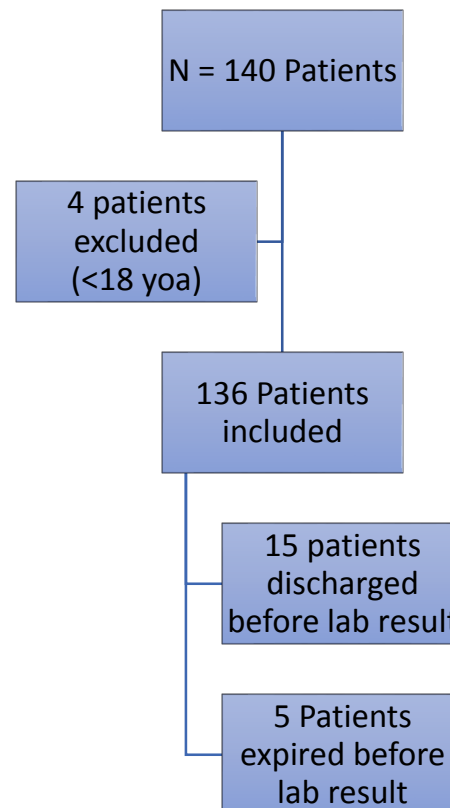 N = 140 Patients
4 patients
excluded
(<18 yoa)
136 Patients
included
15 patients
discharged
before lab result
5 Patients
expired before
lab result